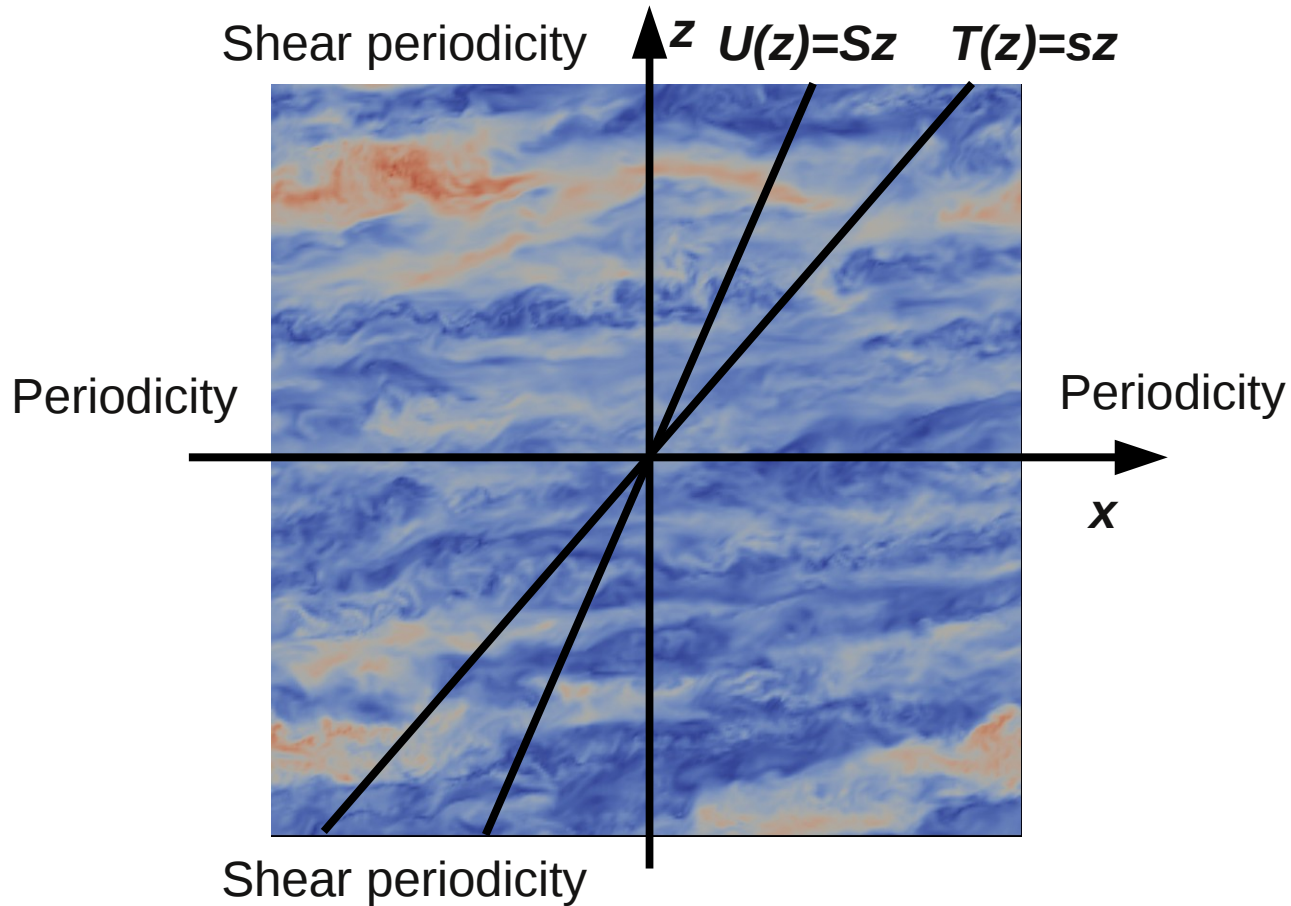 Shear periodicity
z
U(z)=Sz
T(z)=sz
Periodicity
Periodicity
x
Shear periodicity